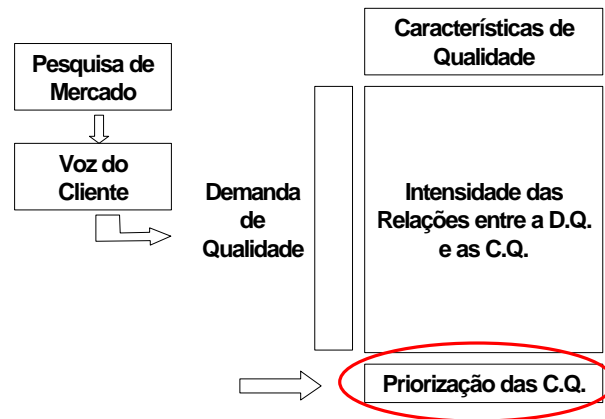 Características de
Qualidade
Pesquisa de
Mercado
Voz do
Cliente
Demanda
de
Qualidade
Intensidade das
Relações entre a D.Q.
e as C.Q.
Priorização das C.Q.